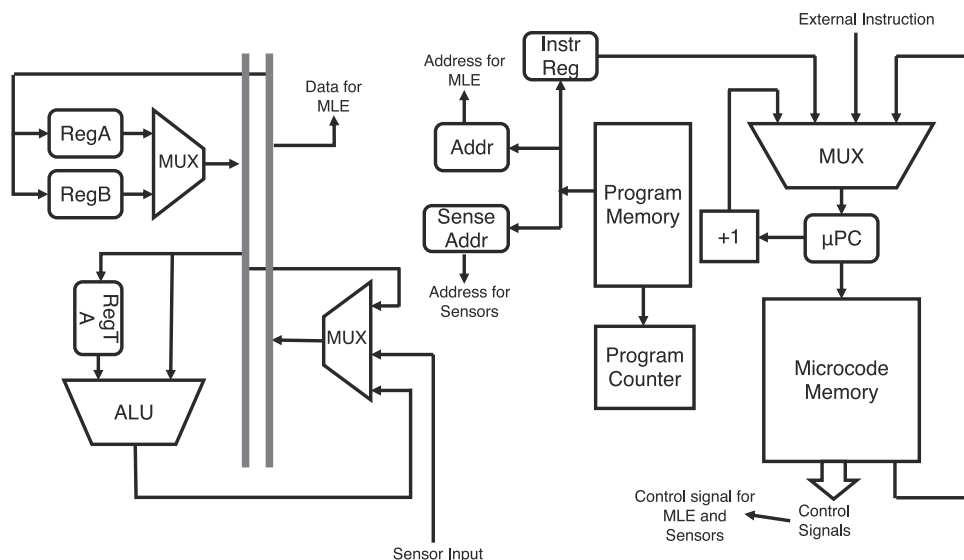 External Instruction
Data for
MLE
Address for
MLE
Instr
Reg
RegA
MUX
RegB
Addr
Sense
Addr
Address for
Sensors
Program
Memory
Program
Counter
MUX
+1
µPC
Microcode
Memory
RegT
A
ALU
MUX
Sensor Input
Control signal for
MLE and
Sensors
Control
Signals